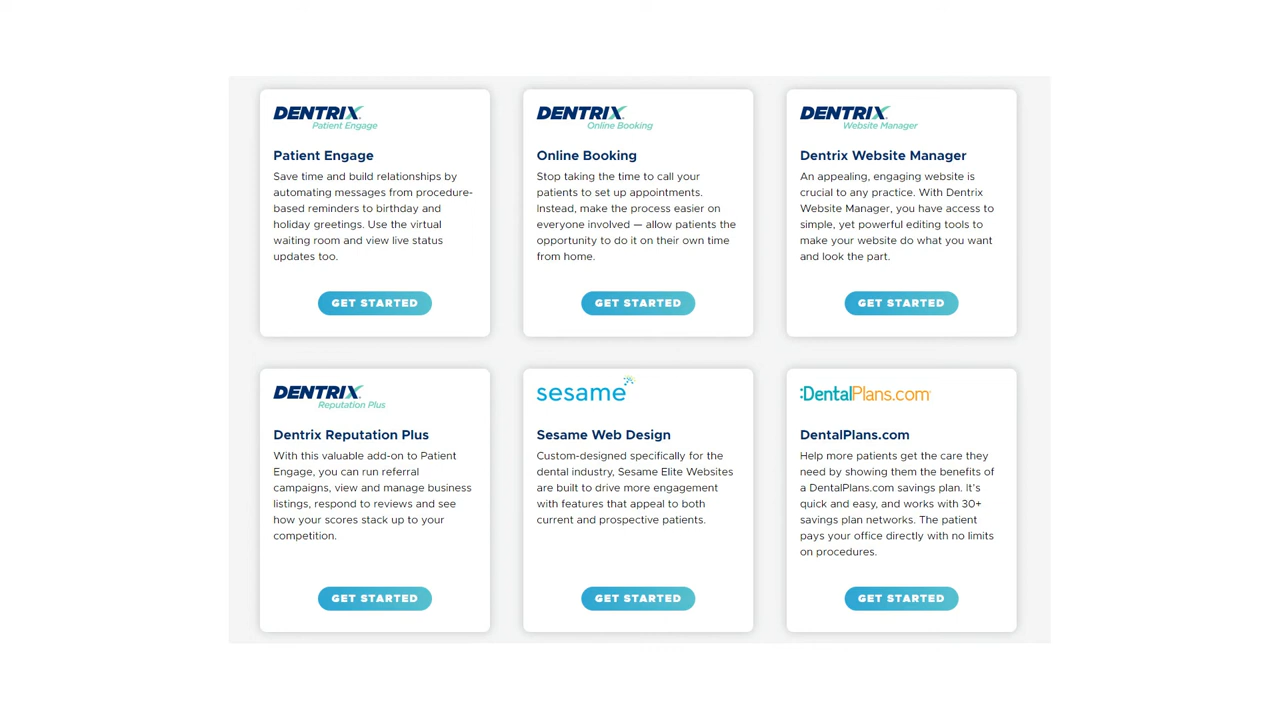 DENTRIX
Patient Engage
Patient Engage
Save time and build relationships by
automating messages from procedure-
based reminders to birthday and
holiday greetings. Use the virtual
waiting room and view live status
updates too.
GET STARTED
DENTRIX
Online Booking
Online Booking
Stop taking the time to call your
patients to set up appointments.
Instead, make the process easier on
everyone involved — allow patients the
opportunity to do it on their own time
from home.
GET STARTED
DENTRIX
Website Manager
Dentrix Website Manager
An appealing, engaging website is
crucial to any practice. With Dentrix
Website Manager, you have access to
simple, yet powerful editing tools to
make your website do what you want
and look the part.
GET STARTED
DENTRIX
Reputation Plus
Dentrix Reputation Plus
With this valuable add-on to Patient
Engage, you can run referral
campaigns, view and manage business
listings, respond to reviews and see
how your scores stack up to your
competition.
GET STARTED
sesame
Sesame Web Design
Custom-designed specifically for the
dental industry, Sesame Elite Websites
are built to drive more engagement
with features that appeal to both
current and prospective patients.
GET STARTED
:DentalPlans.com
DentalPlans.com
Help more patients get the care they
need by showing them the benefits of
a DentalPlans.com savings plan. It's
quick and easy, and works with 30+
savings plan networks. The patient
pays your office directly with no limits
on procedures.
GET STARTED